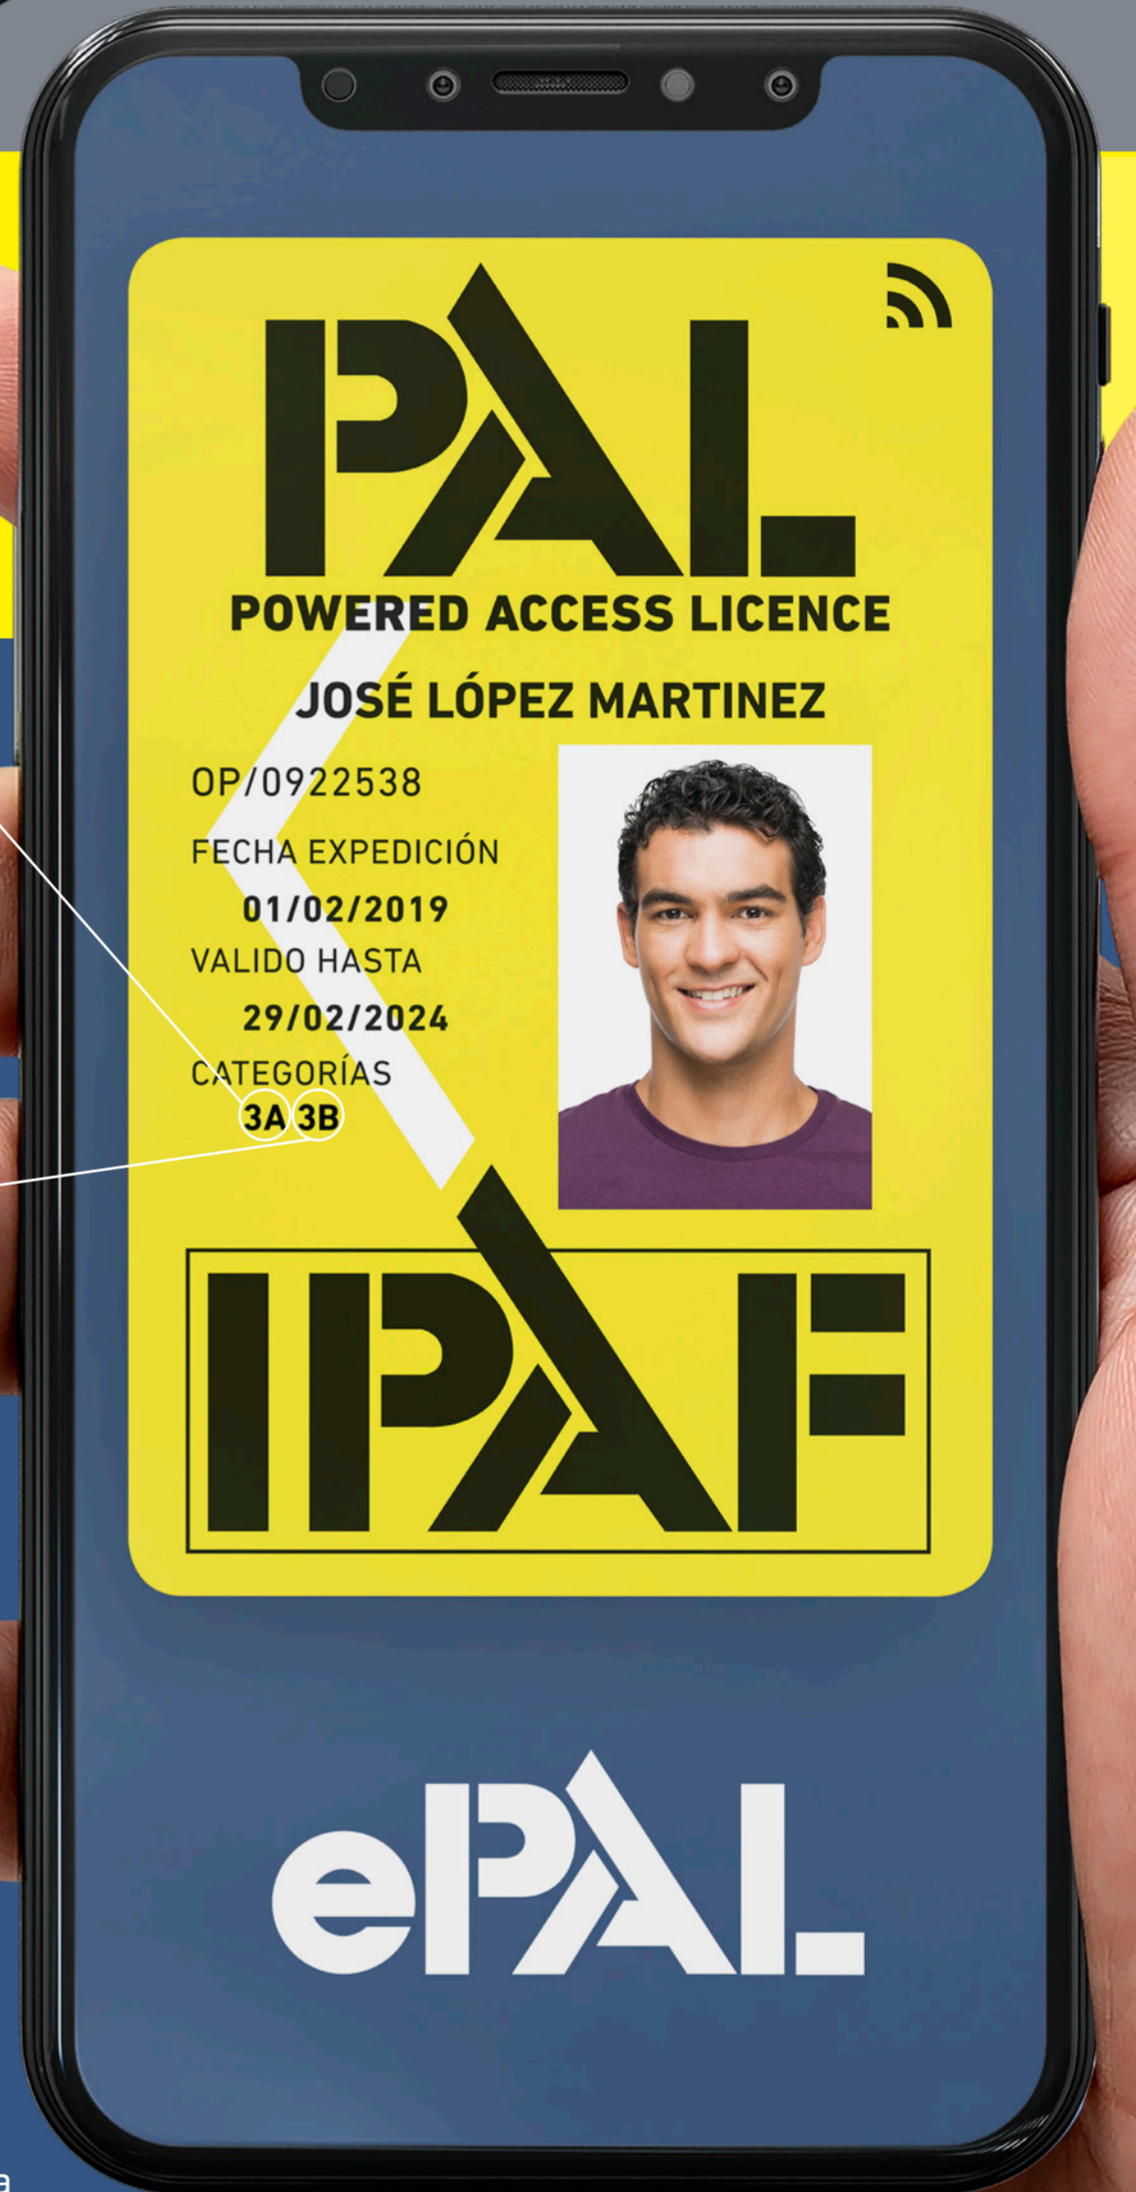 PAL
POWERED ACCESS LICENCE
JOSÉ LÓPEZ MARTINEZ
OP/0922538
FECHA EXPEDICIÓN
01/02/2019
VALIDO HASTA
29/02/2024
CATEGORÍAS
3A 3B
IPAF
ePAL
a